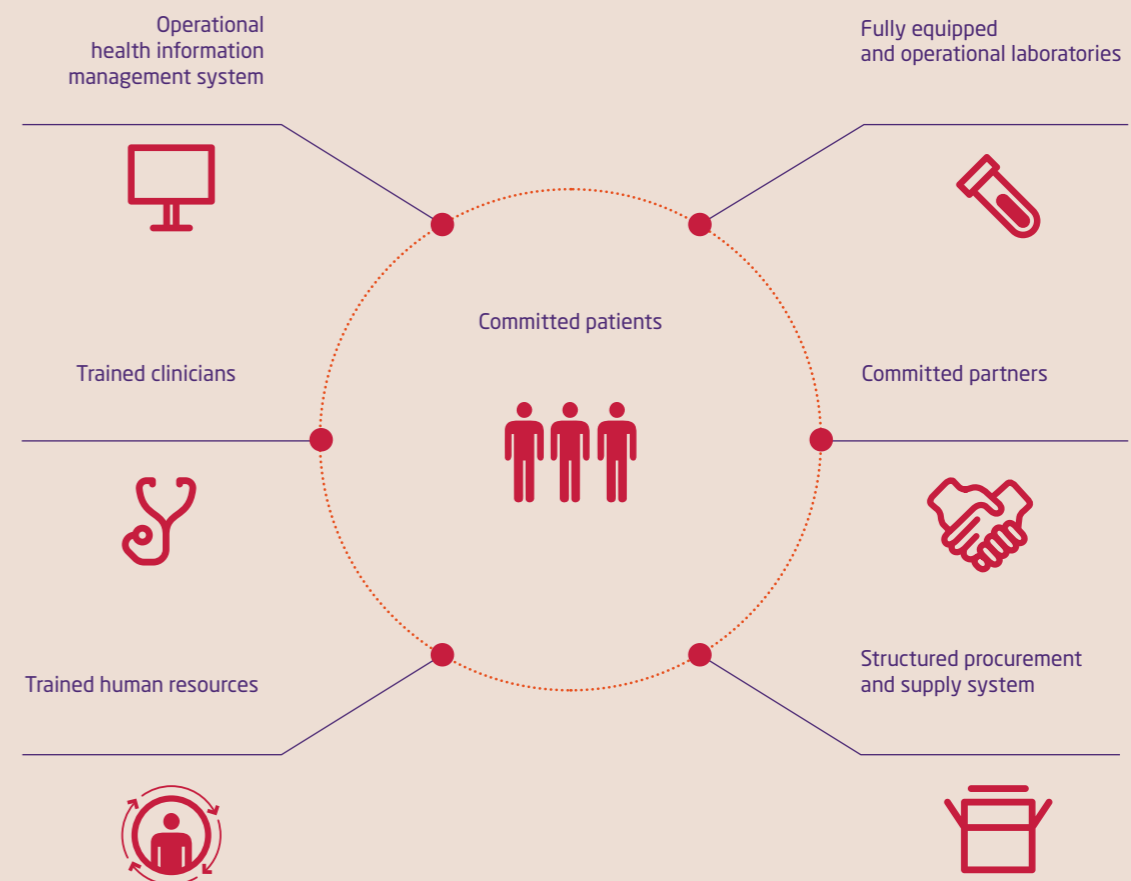 Operational
health information
management system
Fully equipped
and operational laboratories
Committed patients
Trained clinicians
Committed partners
Trained human resources
Structured procurement
and supply system